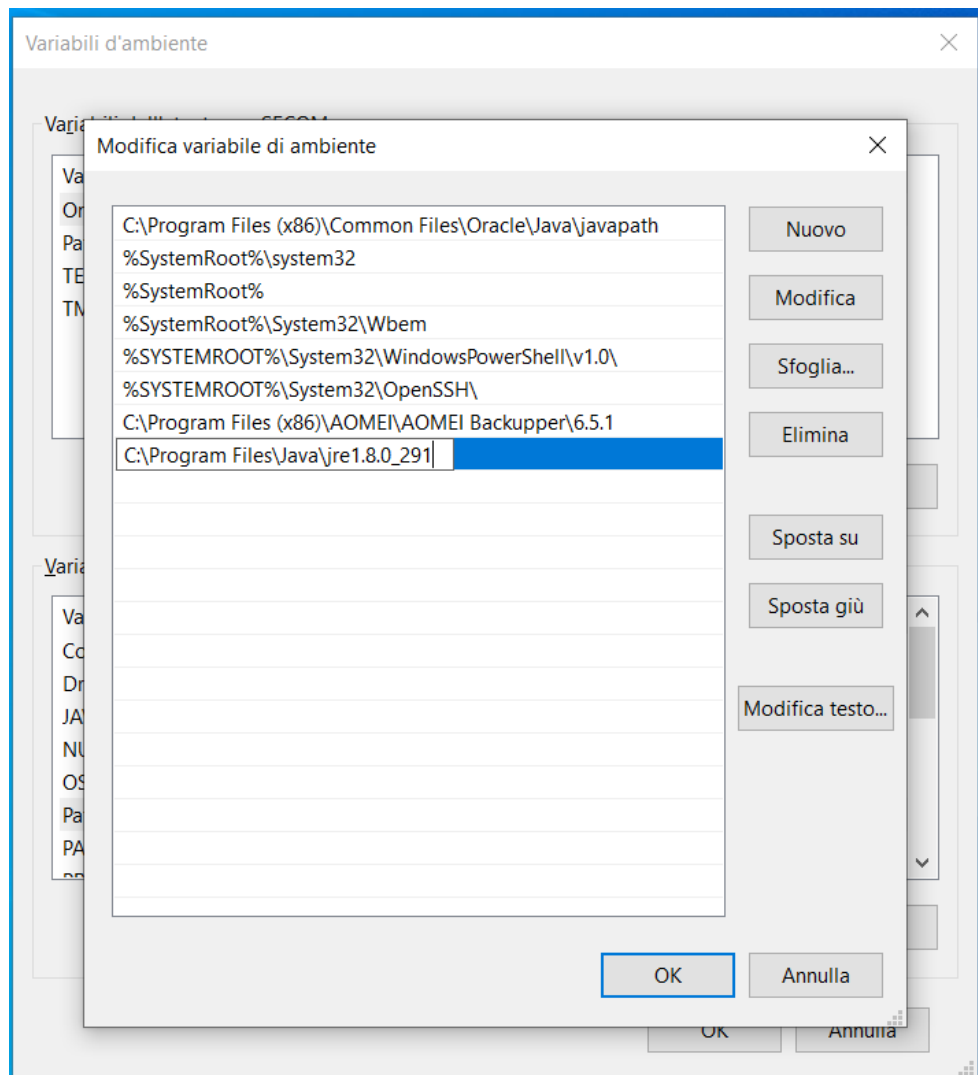 Variabili d'ambiente
Modifica variabile di ambiente
C:\Program Files (x86)\Common Files\Oracle\Java\javapath
%SystemRoot%\system32
%SystemRoot%
%SystemRoot%\System32\Wbem
%SYSTEMROOT%\System32\WindowsPowerShell\v1.0\
%SYSTEMROOT%\System32\OpenSSH\
C:\Program Files (x86)\AOMEI\AOMEI Backupper\6.5.1
C:\Program Files\Java\jre1.8.0_291
Nuovo
Modifica
Sfoglia...
Elimina
Sposta su
Sposta giù
Modifica testo...
OK
Annulla
OK
Annulla